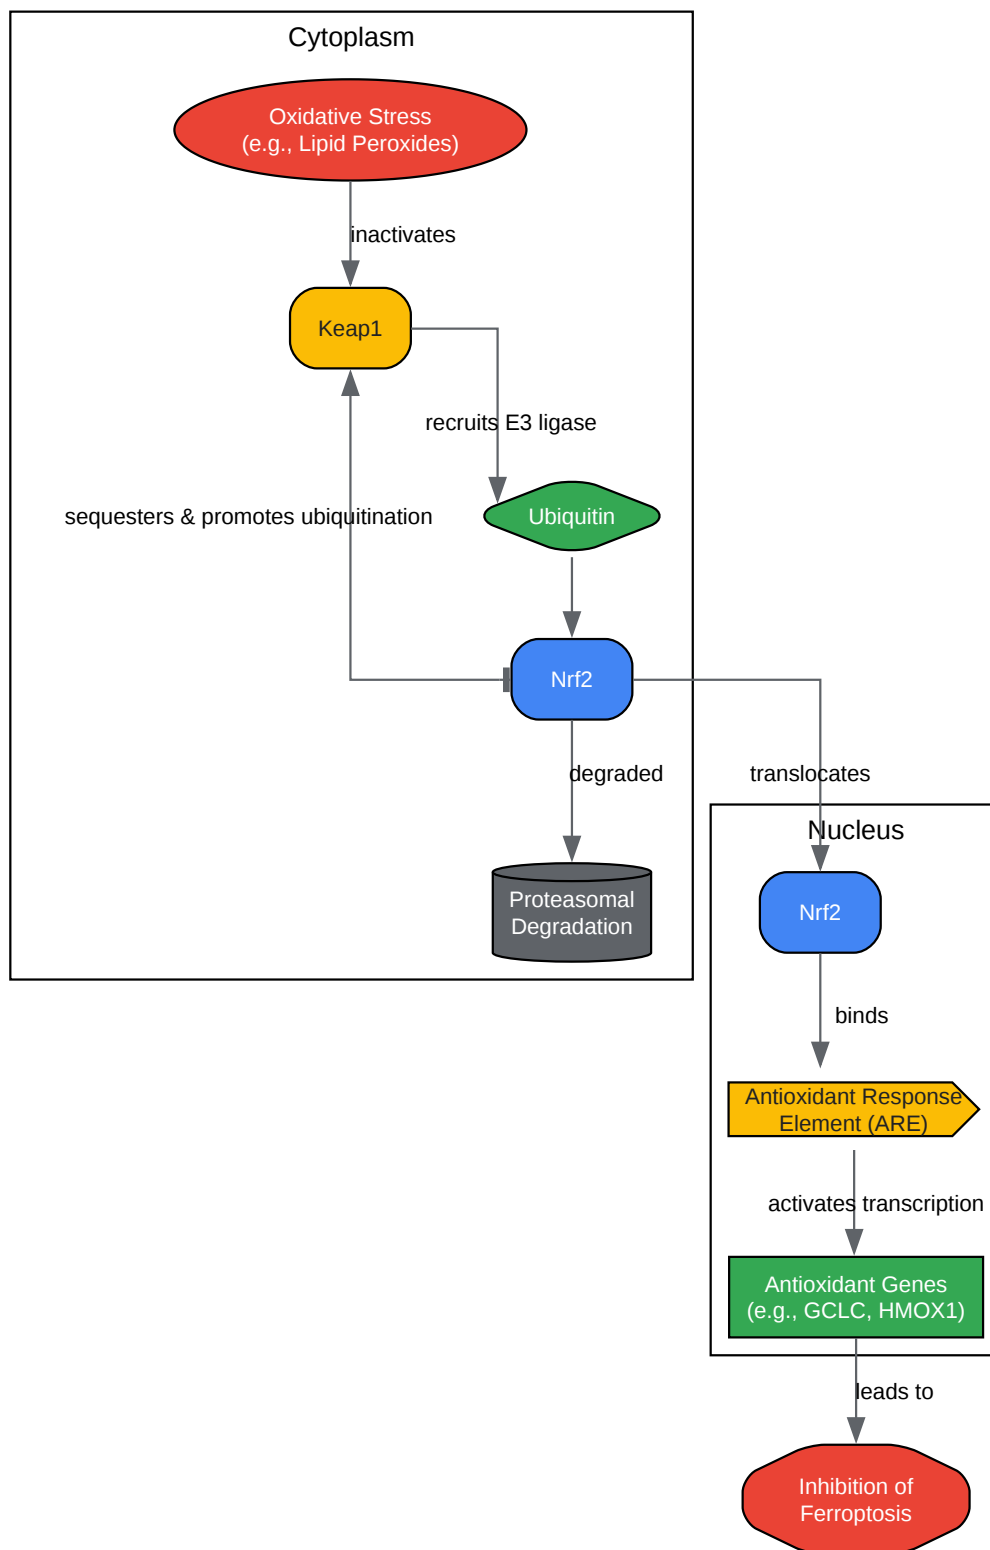 Cytoplasm
Oxidative Stress
(e.g., Lipid Peroxides)
inactivates
Keap1
recruits E3 ligase
sequesters & promotes ubiquitination
Ubiquitin
Nrf2
degraded
translocates
Nucleus
Proteasomal
Degradation
Nrf2
binds
Antioxidant Response
Element (ARE)
activates transcription
Antioxidant Genes
(e.g., GCLC, HMOX1)
leads to
Inhibition of
Ferroptosis